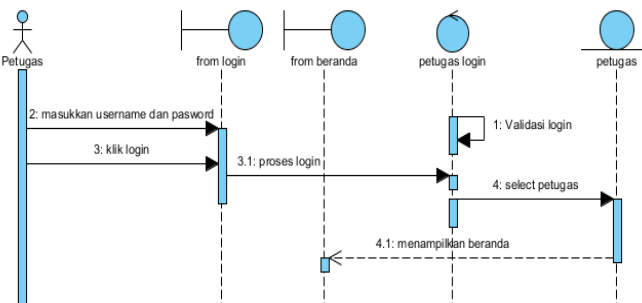 Petugas
from login
from beranda
petugas login
petugas
2: masukkan username dan pasword
1: Validasi login
3: klik login
3.1: proses login
4: select petugas
4.1: menampilkan beranda